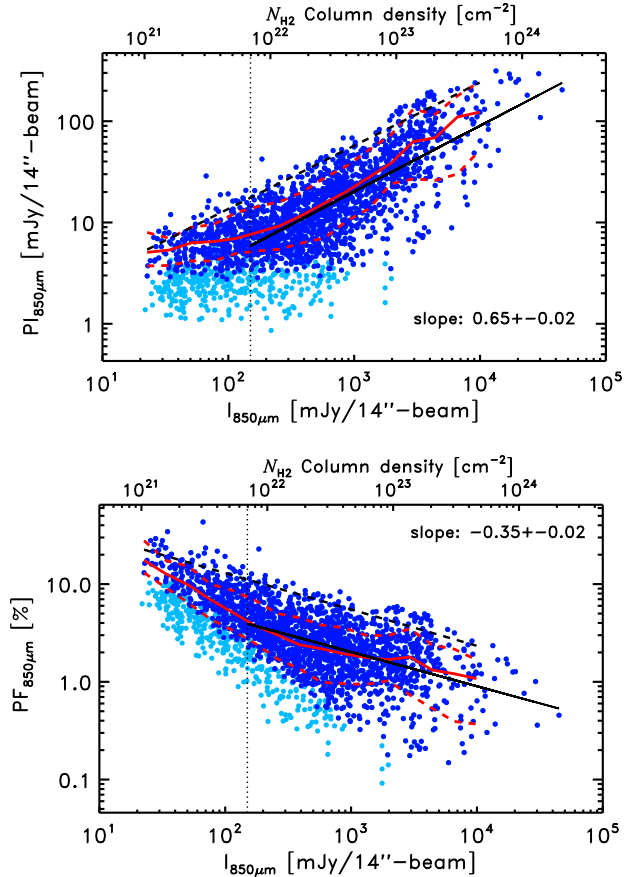 N_H2 Column density [cm^-2]
10^21 10^22 10^23 10^24
PI_850μm [mJy/14''-beam]
100
10
1
slope: 0.65+-0.02
10^1 10^2 10^3 10^4 10^5
I_850μm [mJy/14''-beam]
N_H2 Column density [cm^-2]
10^21 10^22 10^23 10^24
slope: -0.35+-0.02
PF_850μm [%]
10.0
1.0
0.1
10^1 10^2 10^3 10^4 10^5
I_850μm [mJy/14''-beam]